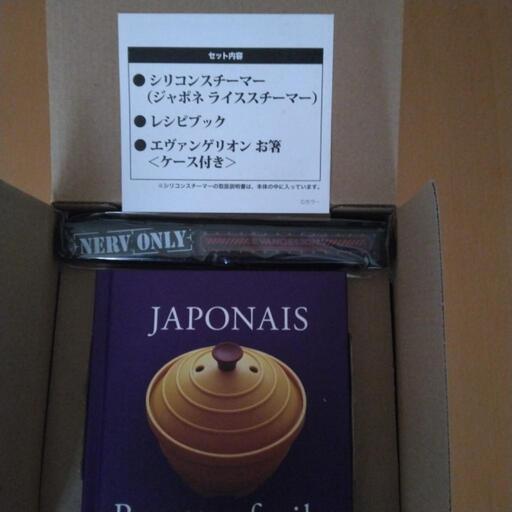 セット内容
● シリコンスチーマー
(ジャポネ ライススチーマー)
● レシピブック
● エヴァンゲリオン お箸
<ケース付き>
※シリコンスチーマーの取扱説明書は、本体の中に入っています。
©カラー
NERV ONLY
EVANGELION
JAPONAIS